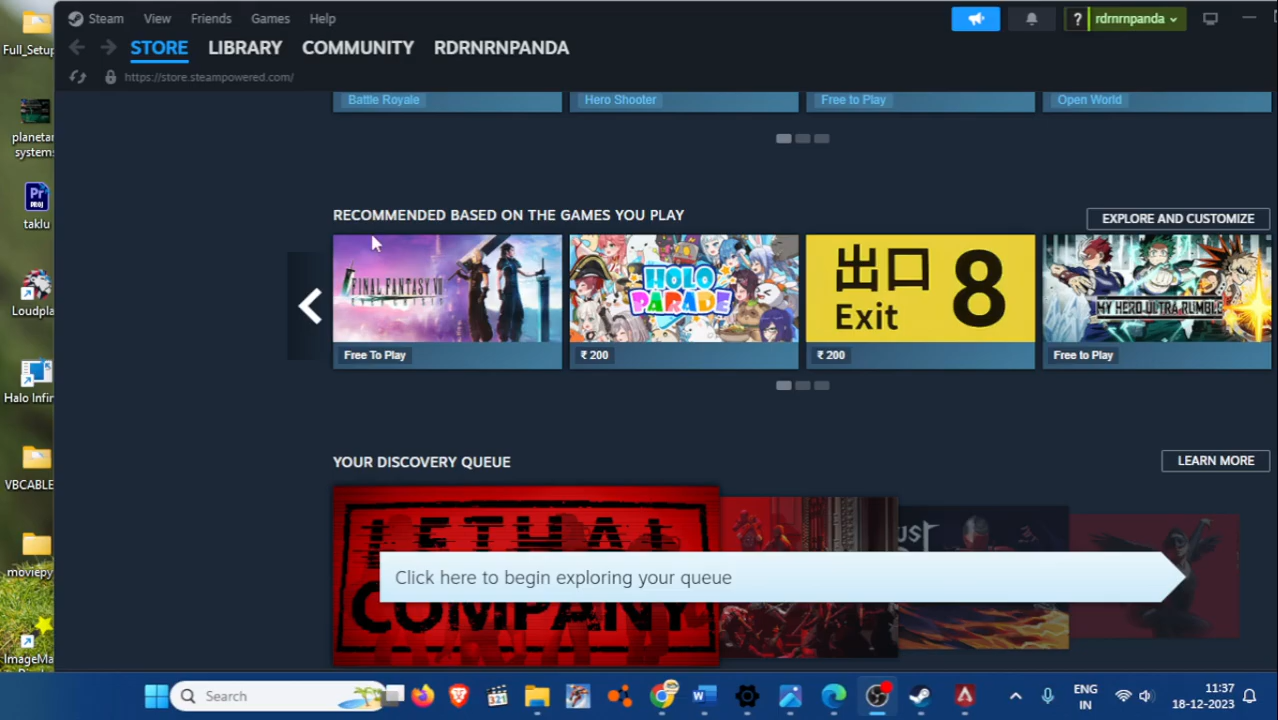 Full_Setup
planetar
systems
taklu
Loudpla
Halo Infin
VBCABLE
moviepy
ImageMa
Steam View Friends Games Help
rdrnrnpanda
STORE LIBRARY COMMUNITY RDRNRNPANDA
https://store.steampowered.com/
Battle Royale Hero Shooter Free to Play Open World
RECOMMENDED BASED ON THE GAMES YOU PLAY
EXPLORE AND CUSTOMIZE
FINAL FANTASY VII
HOLO
PARADE
出口 8
Exit
MY HERO ULTRA RUMBLE
Free To Play ₹ 200 ₹ 200 Free to Play
YOUR DISCOVERY QUEUE
LEARN MORE
LETHAL
COMPANY
Click here to begin exploring your queue
Search
321
ENG
IN
11:37
18-12-2023